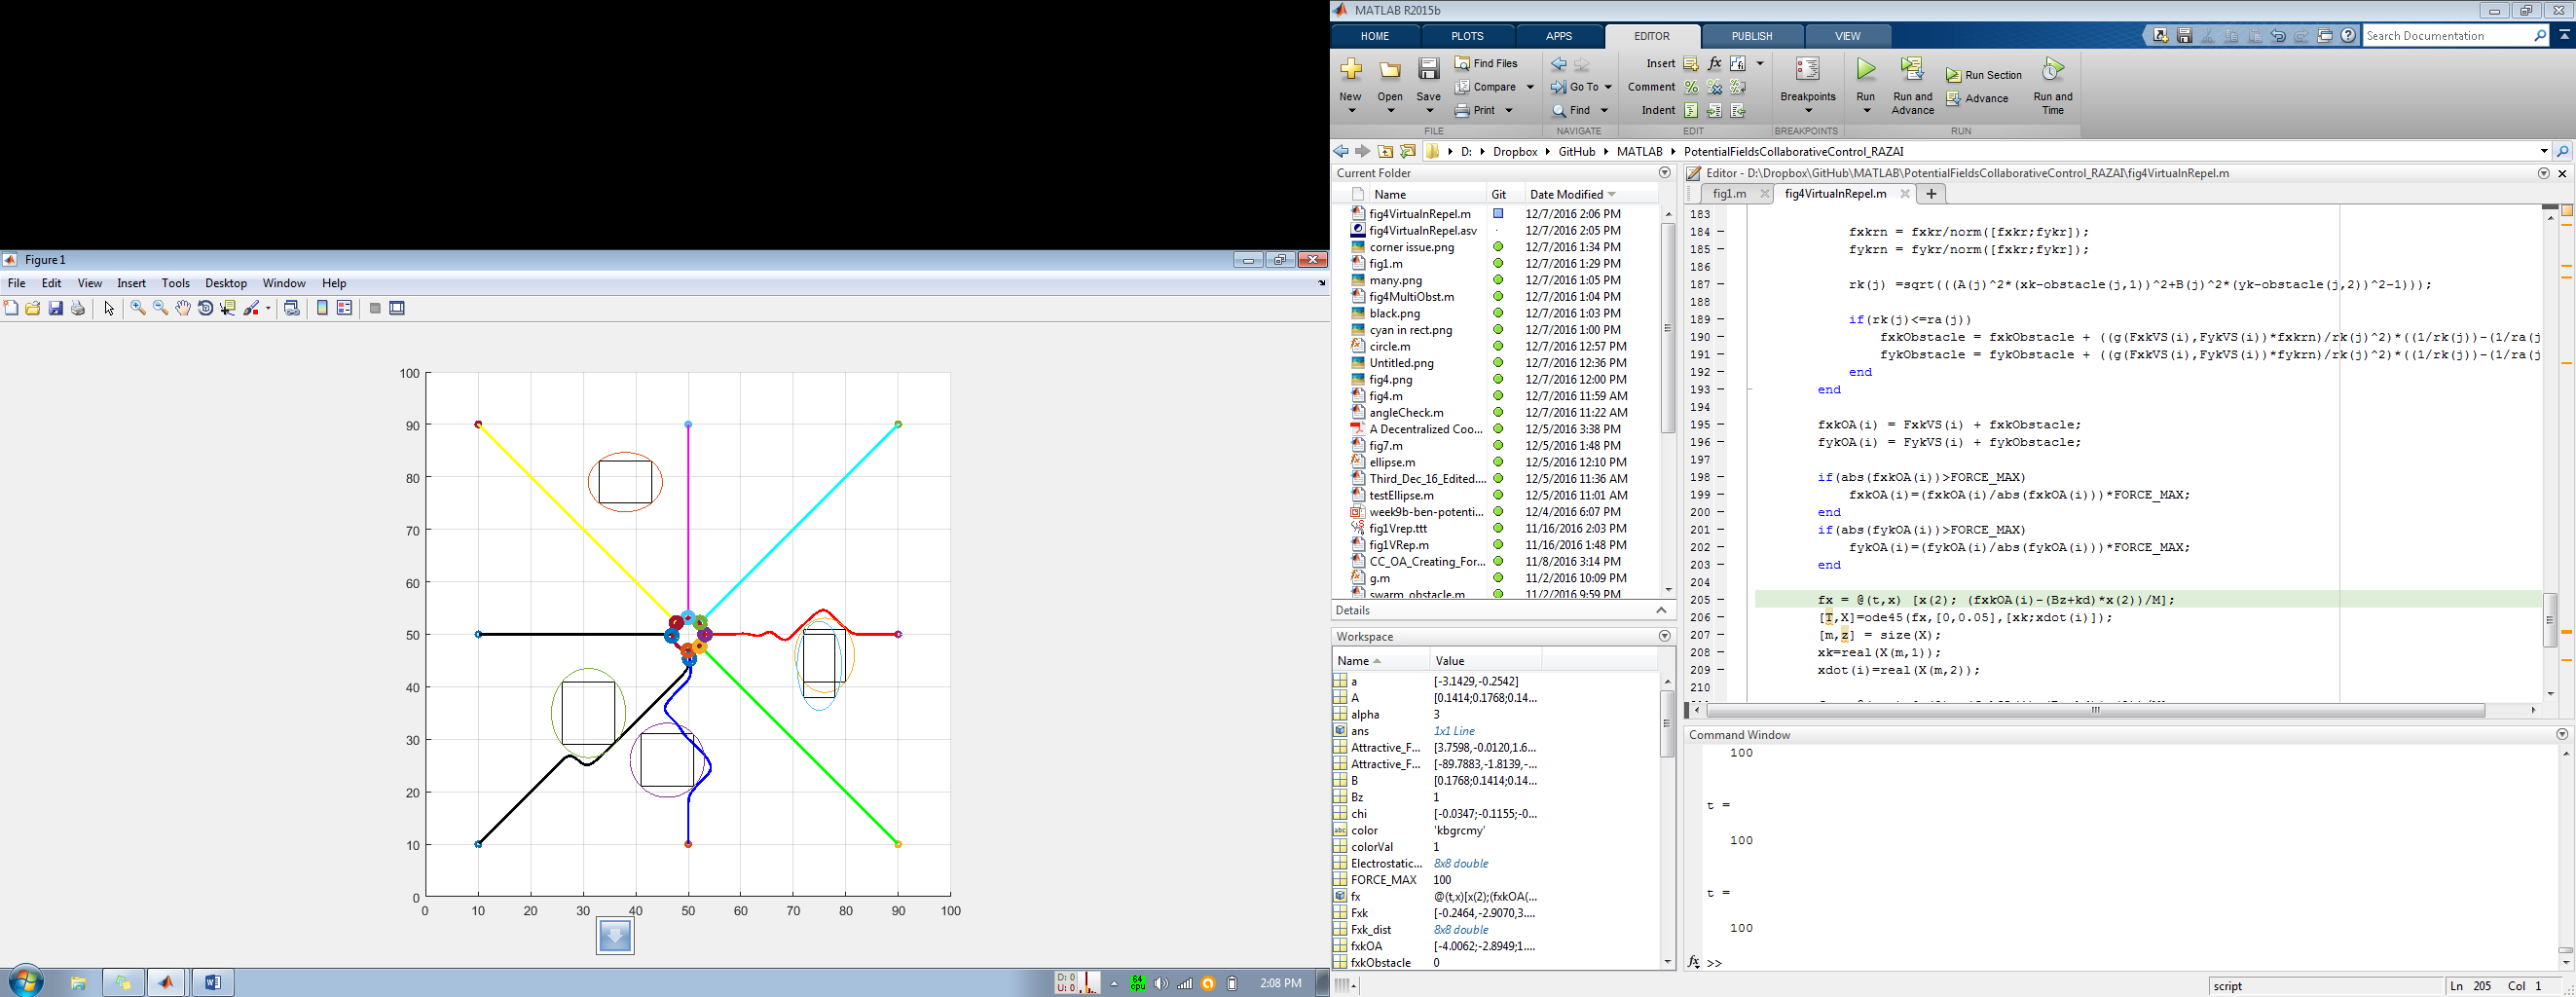 Figure 1
File Edit View Insert Tools Desktop Window Help
100
90
80
70
60
50
40
30
20
10
0
0 10 20 30 40 50 60 70 80 90 100
D: 0
U: 0
64
cpu
2:08 PM
MATLAB R2015b
HOME PLOTS APPS EDITOR PUBLISH VIEW
Search Documentation
New Open Save
Find Files
Compare
Print
FILE
Go To
Find
NAVIGATE
Insert
Comment
Indent
EDIT
Breakpoints
BREAKPOINTS
Run
Run and Advance
Run Section
Advance
Run and Time
RUN
D: Dropbox GitHub MATLAB PotentialFieldsCollaborativeControl_RAZAI
Current Folder
Name Git Date Modified
fig4VirtualnRepel.m 12/7/2016 2:06 PM
fig4VirtualnRepel.asv 12/7/2016 2:05 PM
corner issue.png 12/7/2016 1:34 PM
fig1.m 12/7/2016 1:29 PM
many.png 12/7/2016 1:05 PM
fig4MultiObst.m 12/7/2016 1:04 PM
black.png 12/7/2016 1:03 PM
cyan in rect.png 12/7/2016 1:00 PM
circle.m 12/7/2016 12:57 PM
Untitled.png 12/7/2016 12:36 PM
fig4.png 12/7/2016 12:00 PM
fig4.m 12/7/2016 11:59 AM
angleCheck.m 12/7/2016 11:22 AM
A Decentralized Coo... 12/5/2016 3:38 PM
fig7.m 12/5/2016 1:48 PM
ellipse.m 12/5/2016 12:10 PM
Third_Dec_16_Edited.... 12/5/2016 11:36 AM
testEllipse.m 12/5/2016 11:01 AM
week9b-ben-potenti... 12/4/2016 6:07 PM
fig1Vrep.ttt 11/16/2016 2:03 PM
fig1VRep.m 11/16/2016 1:48 PM
CC_OA_Creating_For... 11/8/2016 3:14 PM
g.m 11/2/2016 10:09 PM
swarm_obstacle.m 11/2/2016 9:59 PM
Details
Workspace
Name Value
a [-3.1429,-0.2542]
A [0.1414;0.1768;0.14...
alpha 3
ans 1x1 Line
Attractive_F... [3.7598,-0.0120,1.6...
Attractive_F... [-89.7883,-1.8139,-...
B [0.1768;0.1414;0.14...
Bz 1
chi [-0.0347;-0.1155;-0...
color 'kbgrcmy'
colorVal 1
Electrostatic... 8x8 double
FORCE_MAX 100
fx @(t,x)[x(2);(fxkOA(...
Fxk [-0.2464,-2.9070,3....
Fxk_dist 8x8 double
fxkOA [-4.0062;-2.8949;1....
fxkObstacle 0
Editor - D:\Dropbox\GitHub\MATLAB\PotentialFieldsCollaborativeControl_RAZAI\fig4VirtualnRepel.m
fig1.m fig4VirtualnRepel.m
183
184 fxkrn = fxkr/norm([fxkr;fykr]);
185 fykrn = fykr/norm([fxkr;fykr]);
186
187 rk(j) =sqrt(((A(j)^2*(xk-obstacle(j,1))^2+B(j)^2*(yk-obstacle(j,2))^2-1)));
188
189 if(rk(j)<=ra(j))
190 fxkObstacle = fxkObstacle + ((g(FxkVS(i),FykVS(i))*fxkrn)/rk(j)^2)*((1/rk(j))-(1/ra(j
191 fykObstacle = fykObstacle + ((g(FxkVS(i),FykVS(i))*fykrn)/rk(j)^2)*((1/rk(j))-(1/ra(j
192 end
193 end
194
195 fxkOA(i) = FxkVS(i) + fxkObstacle;
196 fykOA(i) = FykVS(i) + fykObstacle;
197
198 if(abs(fxkOA(i))>FORCE_MAX)
199 fxkOA(i)=(fxkOA(i)/abs(fxkOA(i)))*FORCE_MAX;
200 end
201 if(abs(fykOA(i))>FORCE_MAX)
202 fykOA(i)=(fykOA(i)/abs(fykOA(i)))*FORCE_MAX;
203 end
204
205 fx = @(t,x) [x(2); (fxkOA(i)-(Bz+kd)*x(2))/M];
206 [T,X]=ode45(fx,[0,0.05],[xk;xdot(i)]);
207 [m,z] = size(X);
208 xk=real(X(m,1));
209 xdot(i)=real(X(m,2));
210
Command Window
100
t =
100
t =
100
fx >>
script Ln 205 Col 1